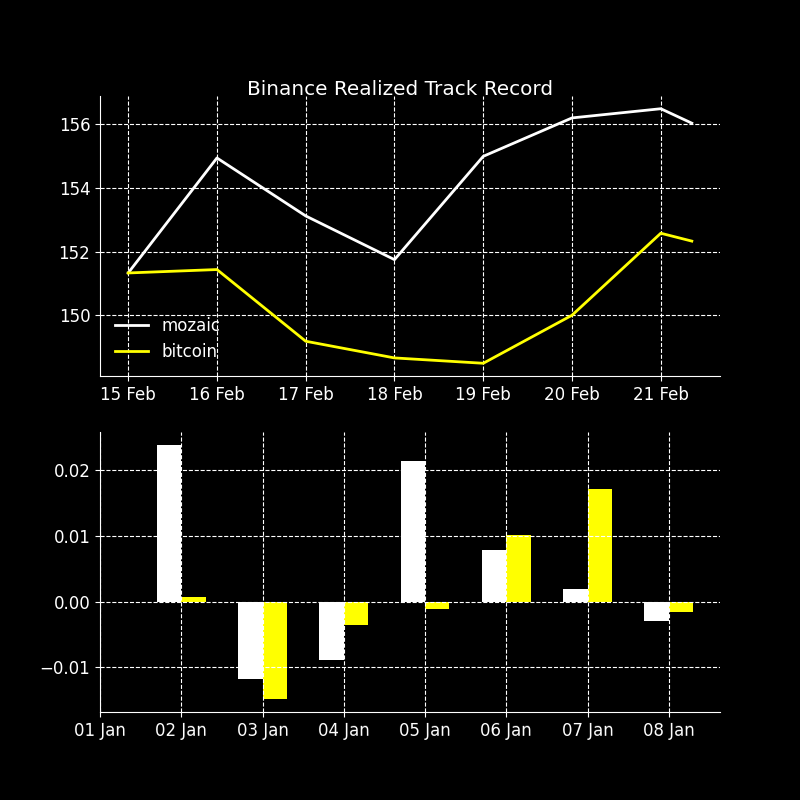 Binance Realized Track Record
156
154
152
150
mozaic
bitcoin
15 Feb 16 Feb 17 Feb 18 Feb 19 Feb 20 Feb 21 Feb
0.02
0.01
0.00
−0.01
01 Jan 02 Jan 03 Jan 04 Jan 05 Jan 06 Jan 07 Jan 08 Jan